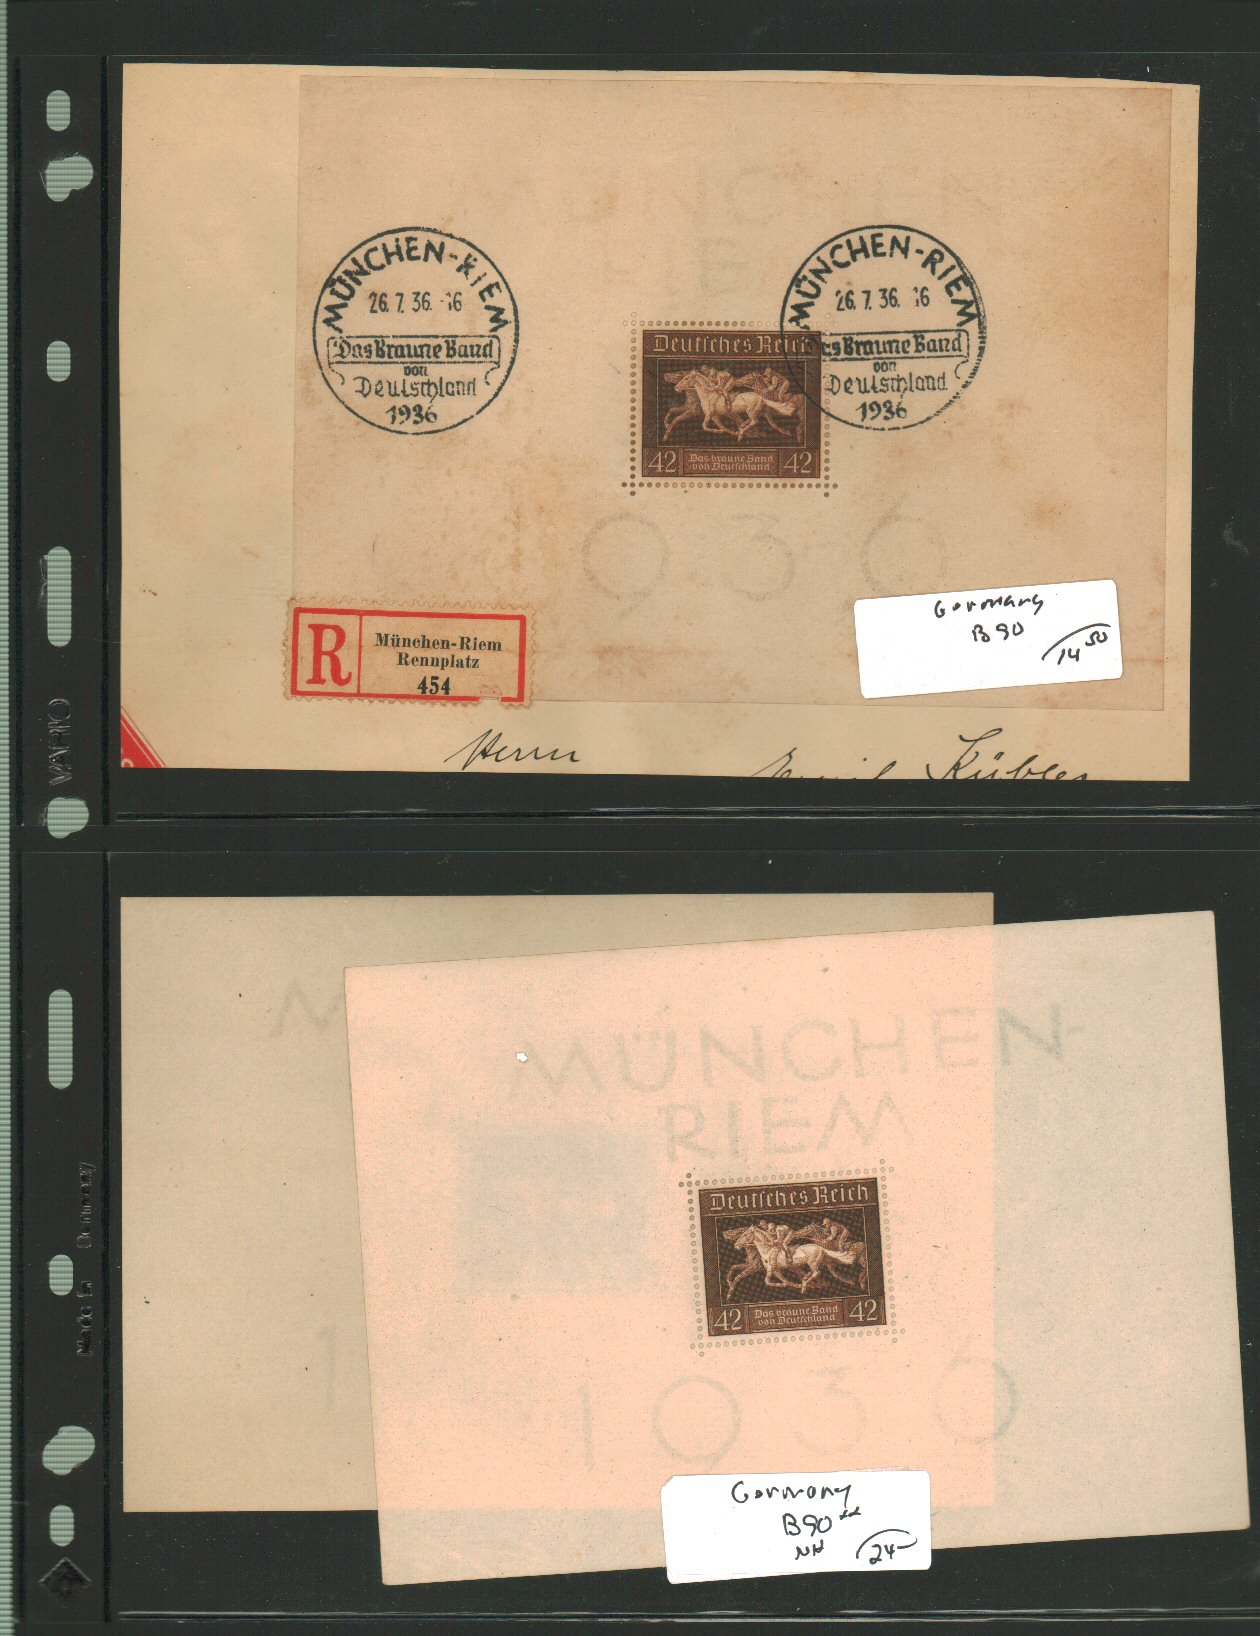 MÜNCHEN-RIEM
26.7.36.-16
Das Braune Band
von
Deutschland
1936
MÜNCHEN-RIEM
26.7.36. 16
Das Braune Band
von
Deutschland
1936
Deutsches Reich
42 Das braune Band 42
von Deutschland
936
Germany
B90
14 50
R
München-Riem
Rennplatz
454
Herrn
Kübler
VARIO
Made in Germany
M
MÜNCHEN-
RIEM
Deutsches Reich
42 Das braune Band 42
von Deutschland
1936
Germany
B90**
NH
24-